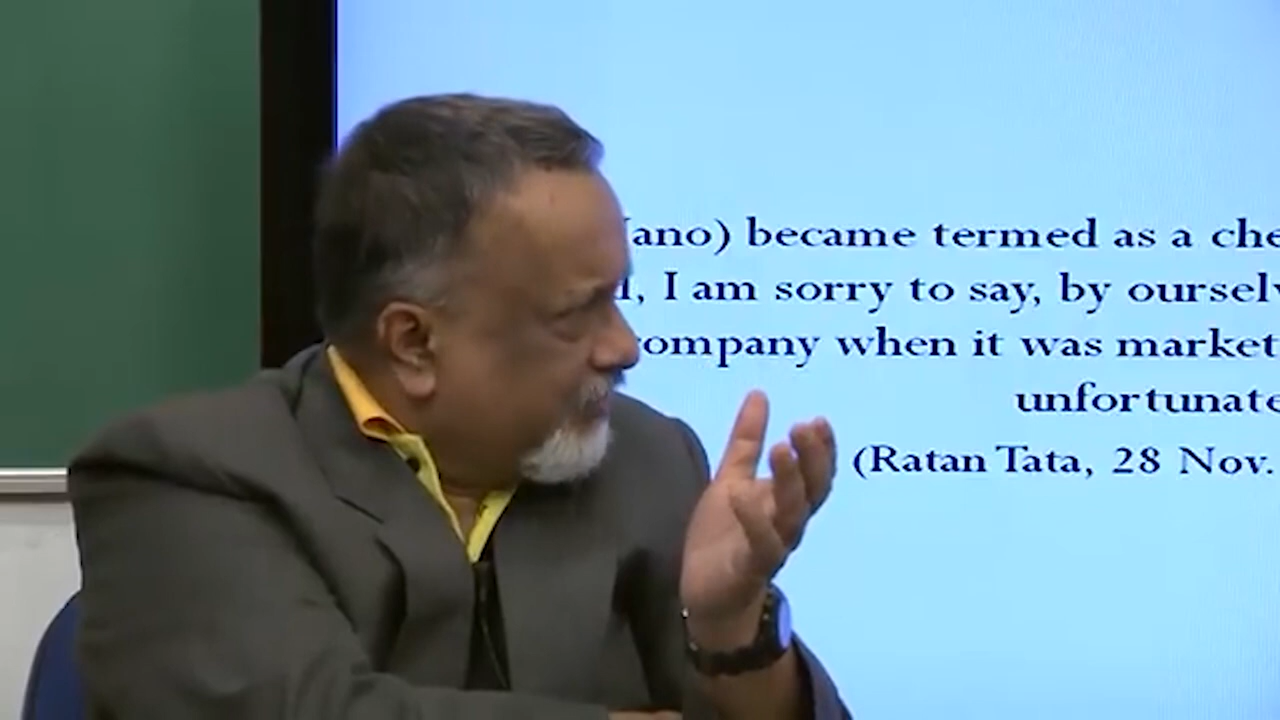 ano) became termed as a che
I, I am sorry to say, by ourselv
ompany when it was market
unfortunate
(Ratan Tata, 28 Nov.